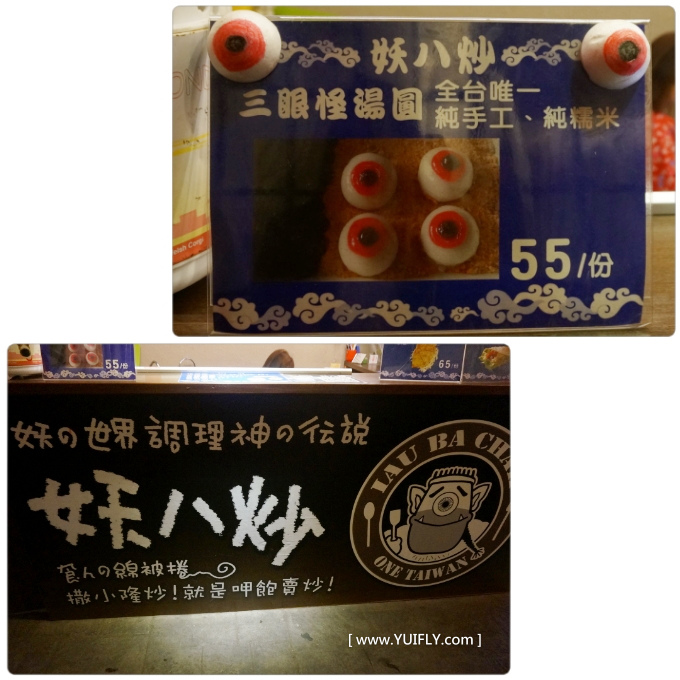 妖八炒
三眼怪湯圓
全台唯一
純手工、純糯米
55/份
55/份
65/份
妖の世界調理神の伝説
妖八炒
食人の綿被捲
撒小隆炒!就是呷飽賣炒!
IAU BA CHA
ONE TAIWAN
[ www.YUIFLY.com ]